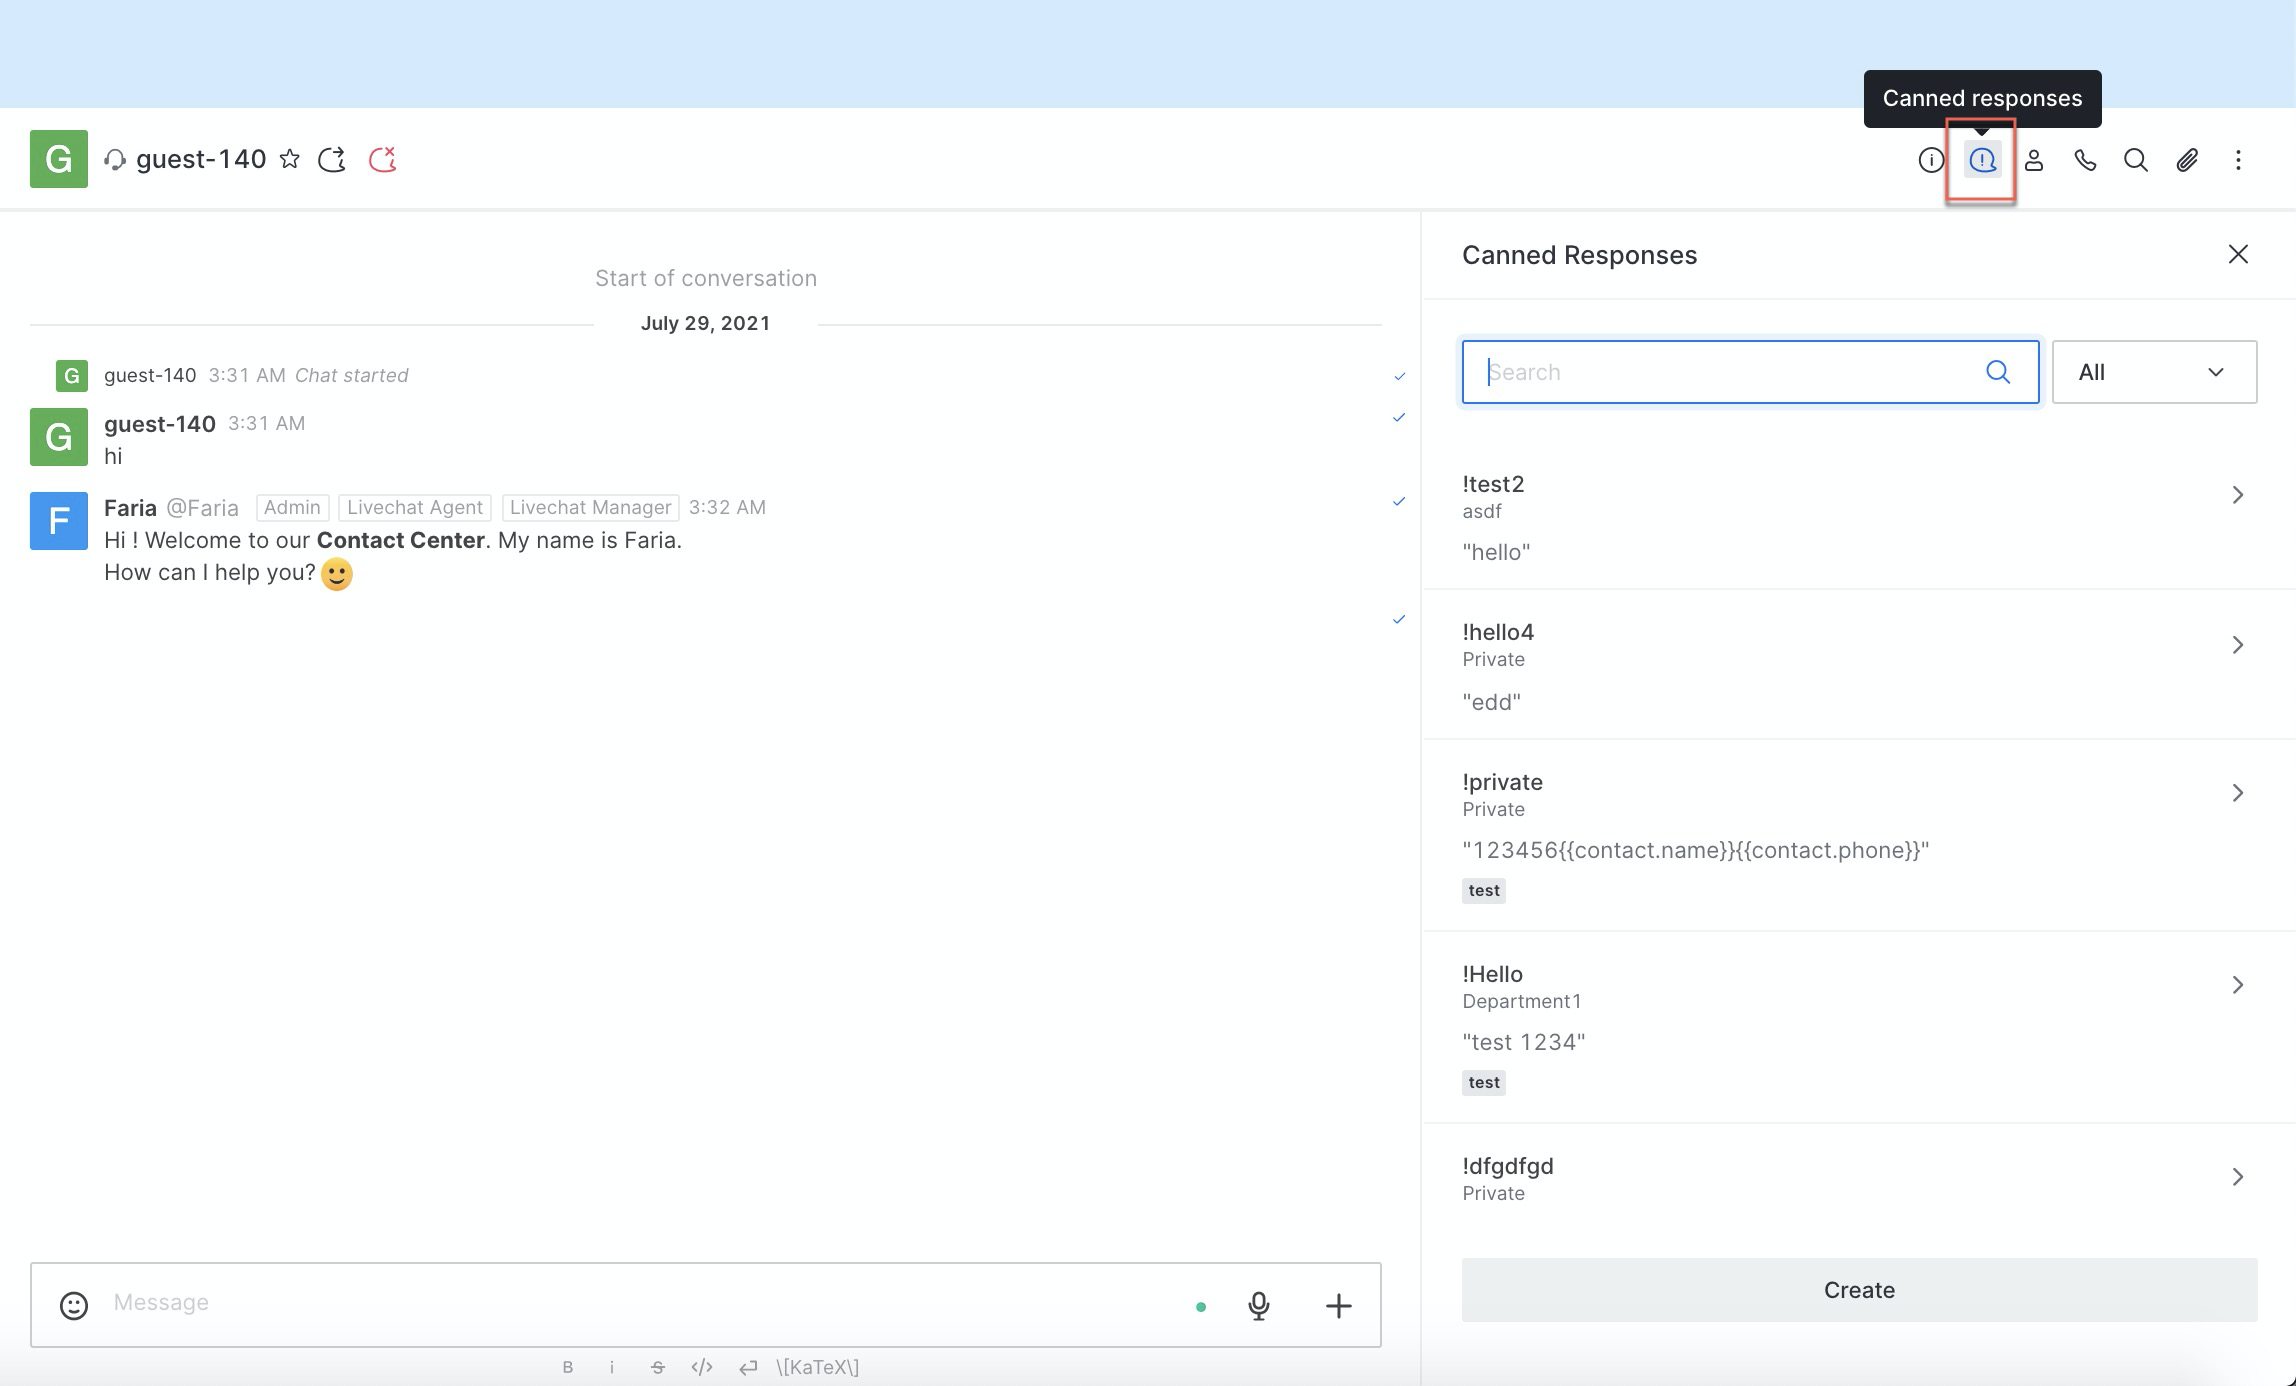 Canned responses
G guest-140
Start of conversation
July 29, 2021
G guest-140 3:31 AM Chat started
G guest-140 3:31 AM
hi
F Faria @Faria Admin Livechat Agent Livechat Manager 3:32 AM
Hi ! Welcome to our Contact Center. My name is Faria.
How can I help you?
Message
B i S </> \[KaTeX\]
Canned Responses
Search
All
!test2
asdf
"hello"
!hello4
Private
"edd"
!private
Private
"123456{{contact.name}}{{contact.phone}}"
test
!Hello
Department1
"test 1234"
test
!dfgdfgd
Private
Create